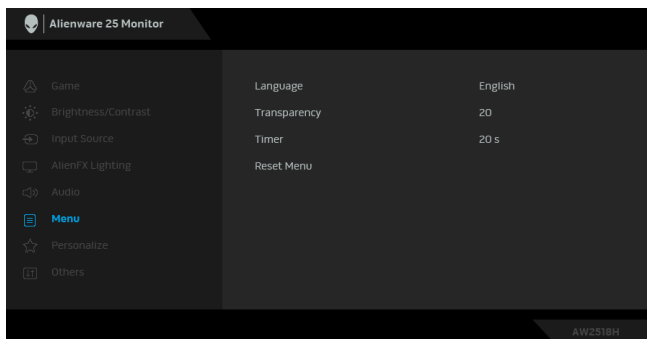 Alienware 25 Monitor
Game
Brightness/Contrast
Input Source
AlienFX Lighting
Audio
Menu
Personalize
Others
Language English
Transparency 20
Timer 20 s
Reset Menu
AW2518H